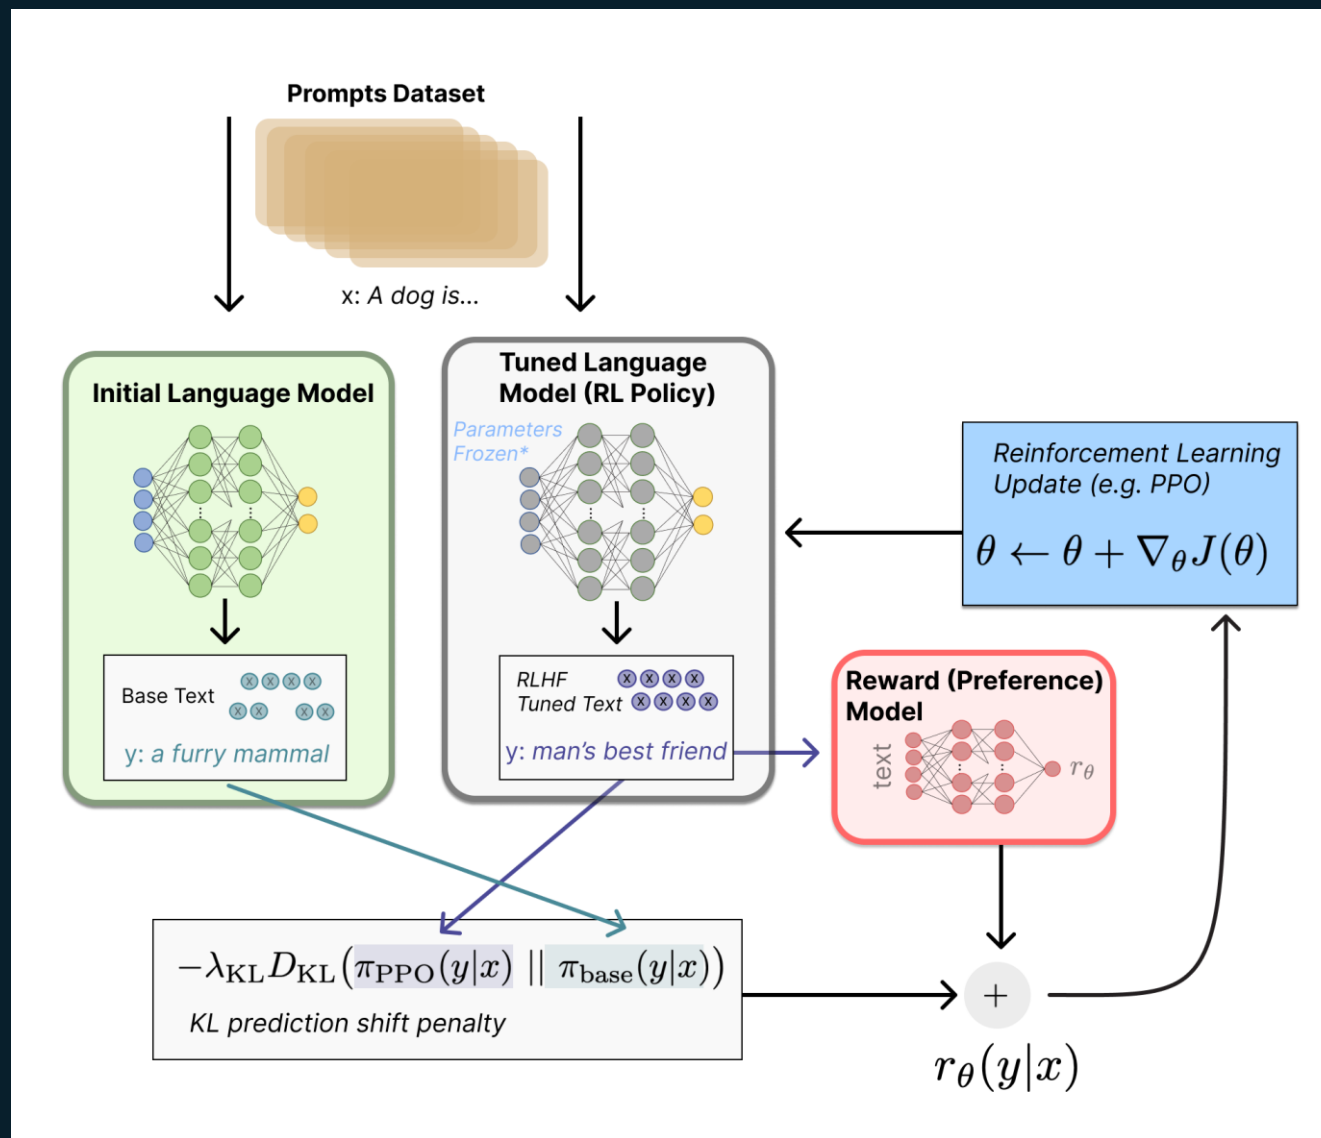 Prompts Dataset
x: A dog is...
Initial Language Model
Base Text
x x x x
x x x x
y: a furry mammal
Tuned Language
Model (RL Policy)
Parameters
Frozen*
RLHF
Tuned Text
x x x x
x x x x
y: man's best friend
Reinforcement Learning
Update (e.g. PPO)
θ ← θ + ∇θJ(θ)
Reward (Preference)
Model
text
rθ
−λKL DKL(πPPO(y|x) || πbase(y|x))
KL prediction shift penalty
+
rθ(y|x)